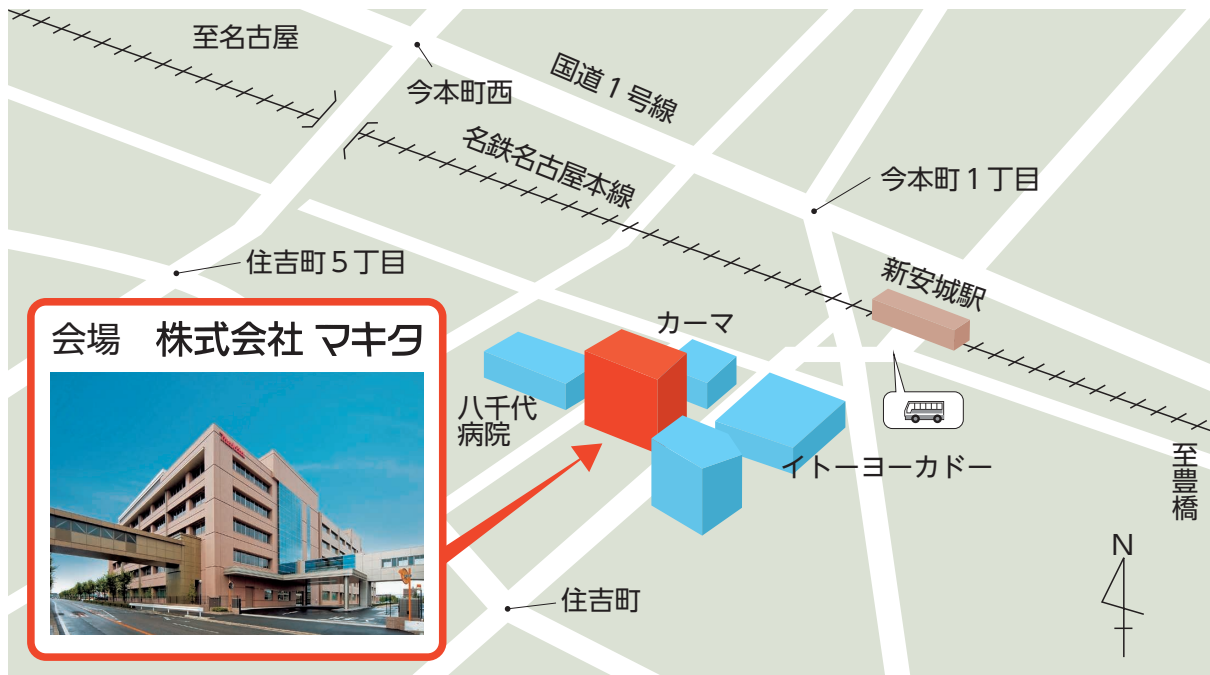 至名古屋
今本町西
国道1号線
名鉄名古屋本線
今本町1丁目
住吉町5丁目
新安城駅
会場 株式会社 マキタ
カーマ
八千代
病院
イトーヨーカドー
至豊橋
N
住吉町